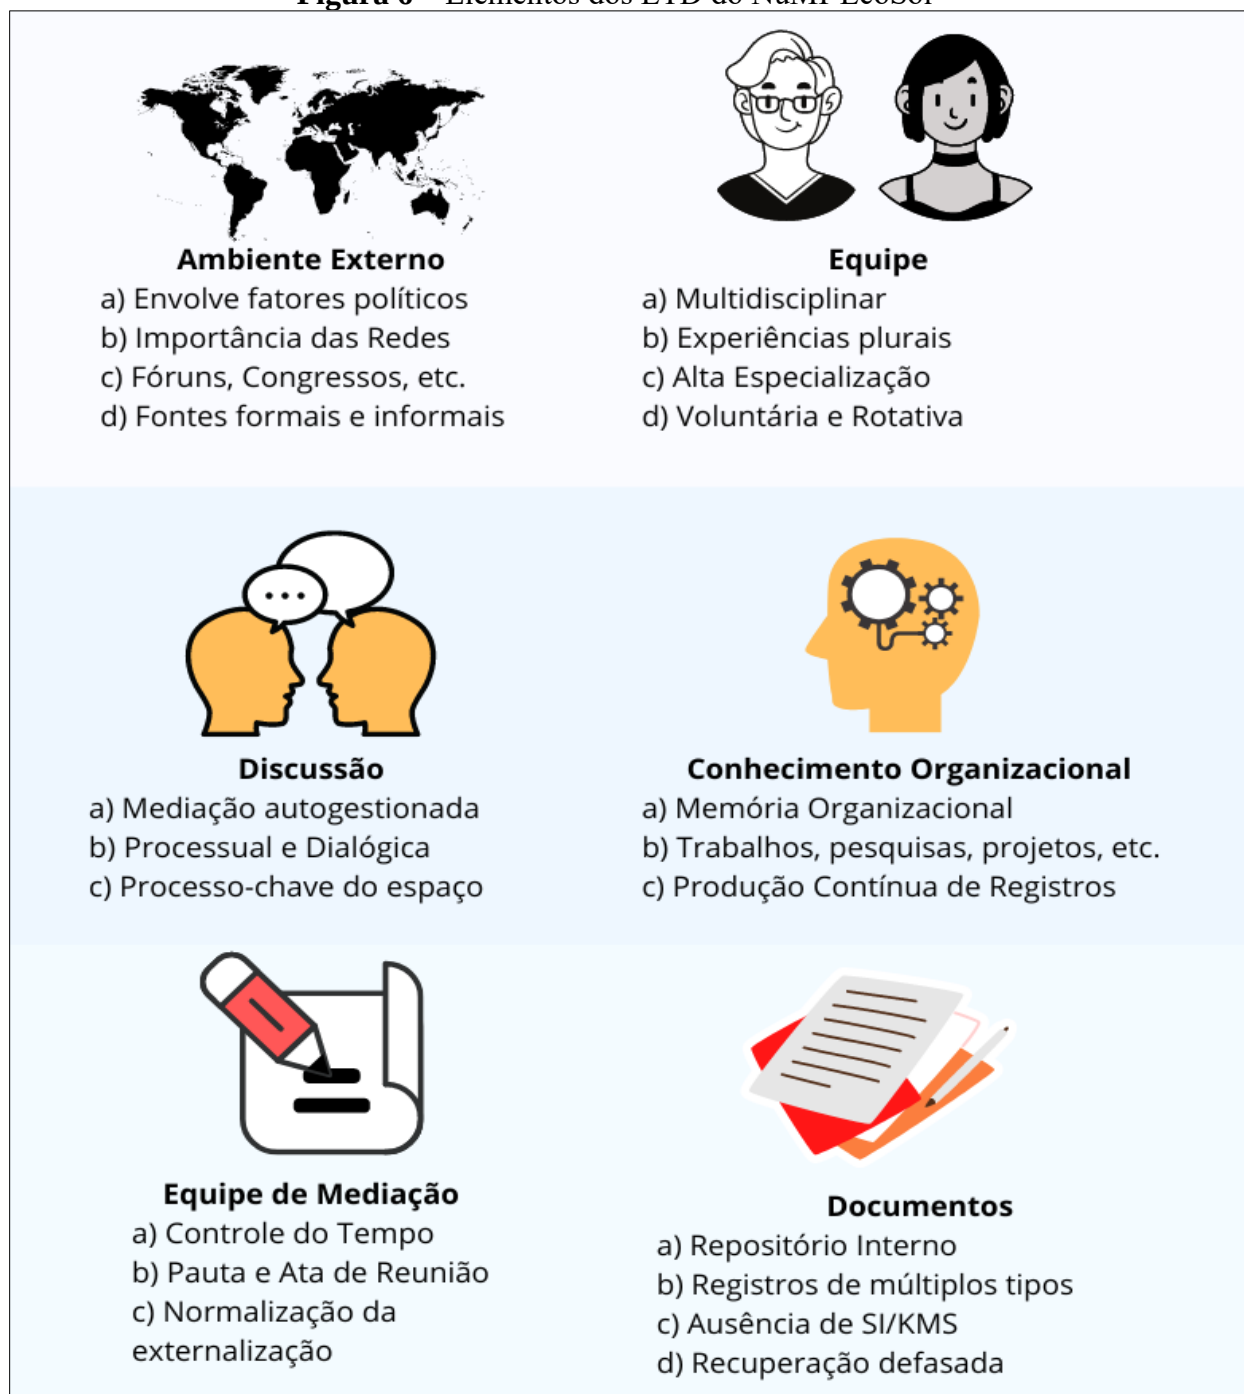 Ambiente Externo
a) Envolve fatores políticos
b) Importância das Redes
c) Fóruns, Congressos, etc.
d) Fontes formais e informais
Equipe
a) Multidisciplinar
b) Experiências plurais
c) Alta Especialização
d) Voluntária e Rotativa
Discussão
a) Mediação autogestionada
b) Processual e Dialógica
c) Processo-chave do espaço
Conhecimento Organizacional
a) Memória Organizacional
b) Trabalhos, pesquisas, projetos, etc.
c) Produção Contínua de Registros
Equipe de Mediação
a) Controle do Tempo
b) Pauta e Ata de Reunião
c) Normalização da
externalização
Documentos
a) Repositório Interno
b) Registros de múltiplos tipos
c) Ausência de SI/KMS
d) Recuperação defasada